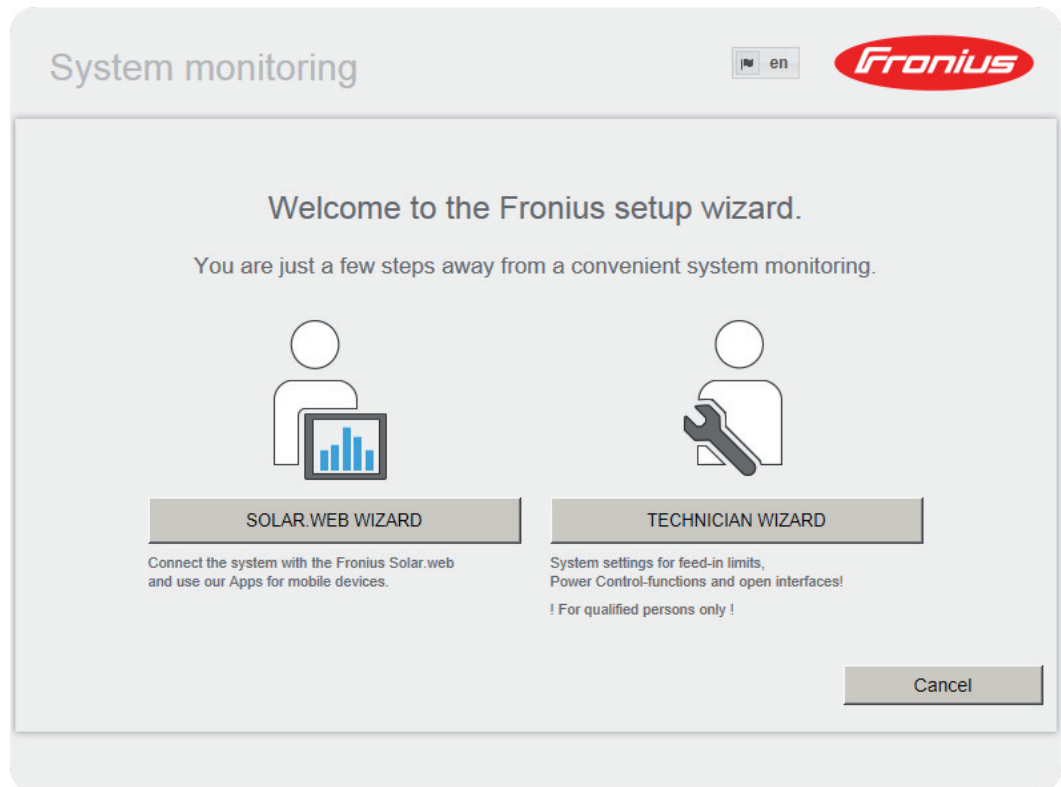 System monitoring
en
Fronius
Welcome to the Fronius setup wizard.
You are just a few steps away from a convenient system monitoring.
SOLAR.WEB WIZARD
Connect the system with the Fronius Solar.web
and use our Apps for mobile devices.
TECHNICIAN WIZARD
System settings for feed-in limits,
Power Control-functions and open interfaces!
! For qualified persons only !
Cancel